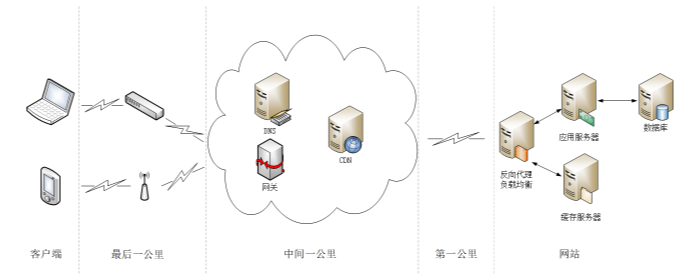 DNS
CDN
网关
应用服务器
数据库
反向代理
负载均衡
缓存服务器
客户端
最后一公里
中间一公里
第一公里
网站